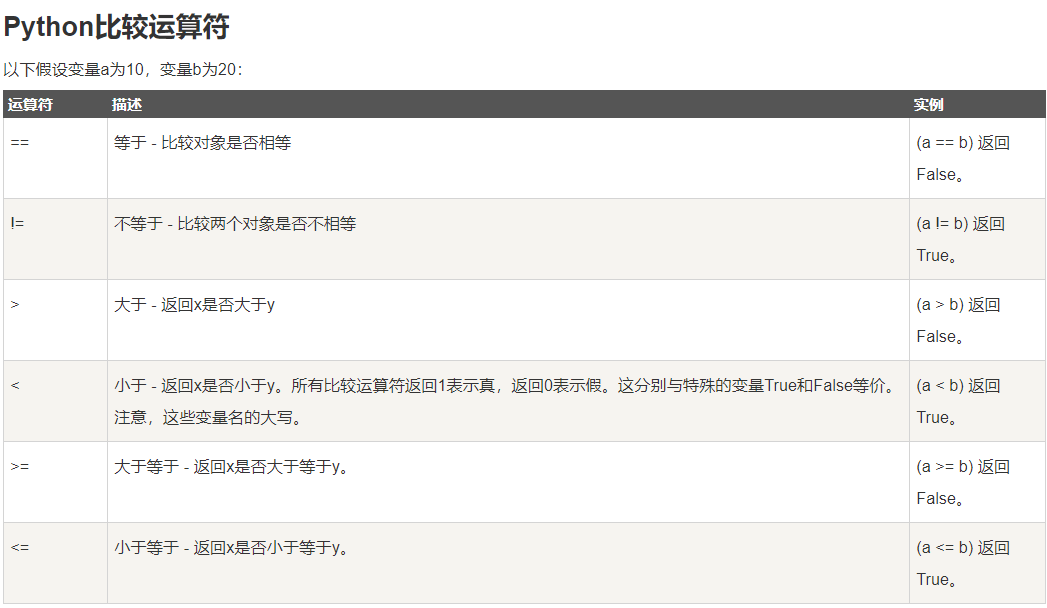 Python比较运算符
以下假设变量a为10，变量b为20：
运算符 描述 实例
== 等于 - 比较对象是否相等 (a == b) 返回
False。
!= 不等于 - 比较两个对象是否不相等 (a != b) 返回
True。
> 大于 - 返回x是否大于y (a > b) 返回
False。
< 小于 - 返回x是否小于y。所有比较运算符返回1表示真，返回0表示假。这分别与特殊的变量True和False等价。 (a < b) 返回
注意，这些变量名的大写。 True。
>= 大于等于 - 返回x是否大于等于y。 (a >= b) 返回
False。
<= 小于等于 - 返回x是否小于等于y。 (a <= b) 返回
True。